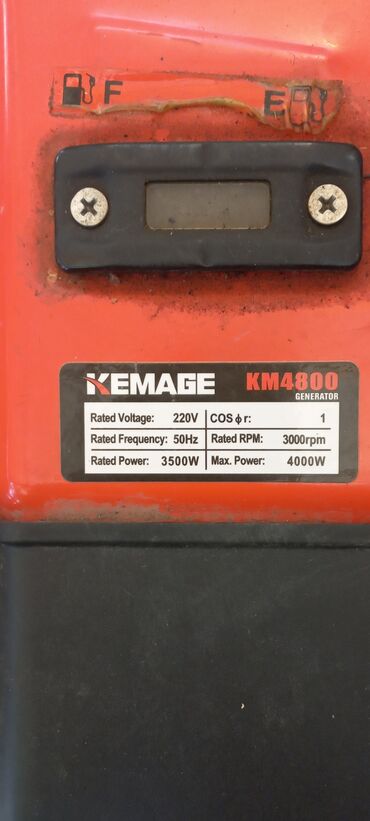 F E
KEMAGE KM4800
GENERATOR
Rated Voltage: 220V COS ϕ r: 1
Rated Frequency: 50Hz Rated RPM: 3000rpm
Rated Power: 3500W Max. Power: 4000W